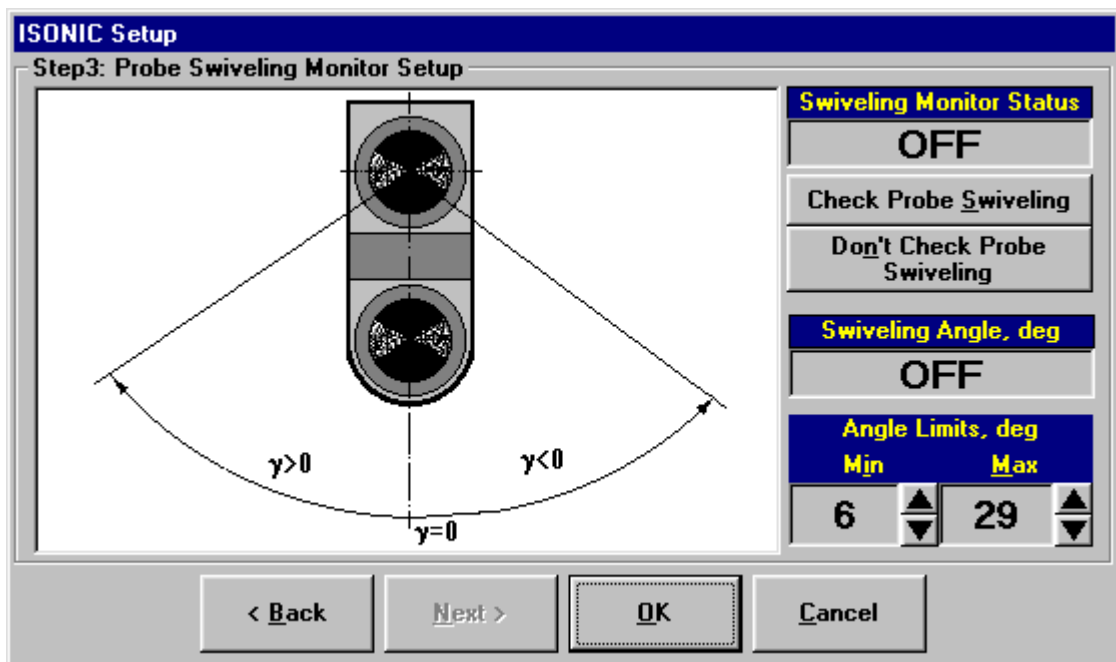 ISONIC Setup
Step3: Probe Swiveling Monitor Setup
γ>0
γ<0
γ=0
Swiveling Monitor Status
OFF
Check Probe Swiveling
Don't Check Probe
Swiveling
Swiveling Angle, deg
OFF
Angle Limits, deg
Min Max
6 29
< Back Next > OK Cancel